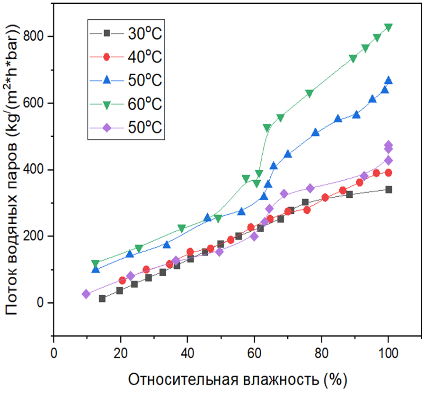 30°C
40°C
50°C
60°C
50°C
Поток водяных паров (kg/(m²*h*bar))
800
600
400
200
0
0
20
40
60
80
100
Относительная влажность (%)